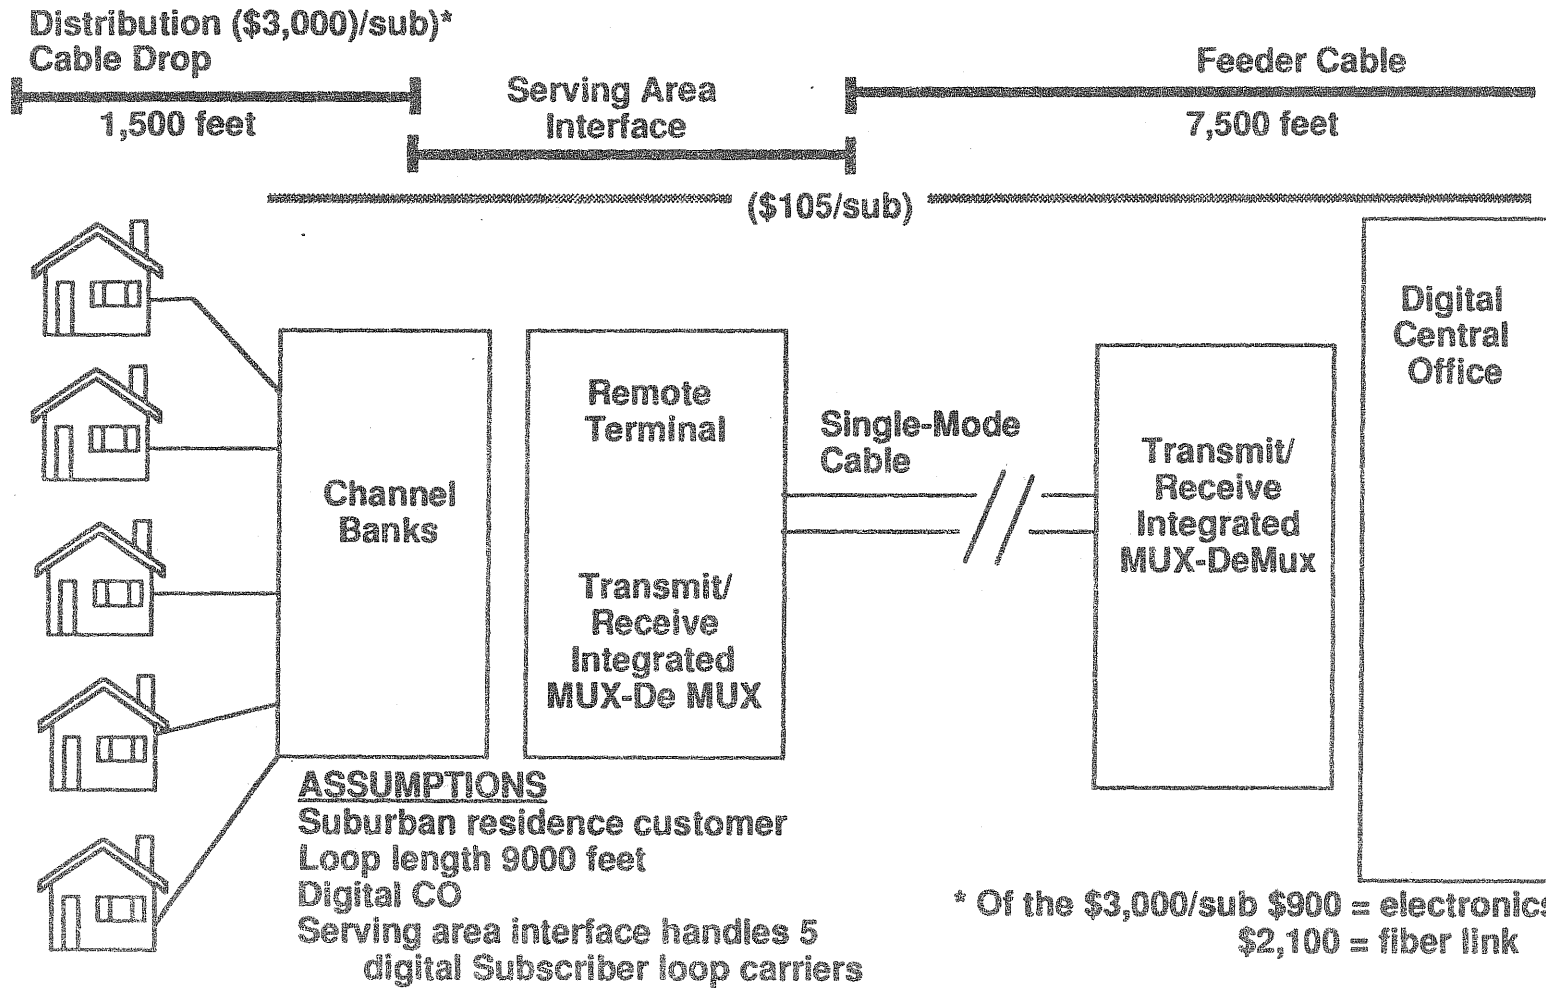 Distribution ($3,000)/sub)*
Cable Drop
1,500 feet
Serving Area
Interface
Feeder Cable
7,500 feet
($105/sub)
Digital
Central
Office
Remote
Terminal
Single-Mode
Cable
Transmit/
Receive
Integrated
MUX-DeMux
Channel
Banks
Transmit/
Receive
Integrated
MUX-De MUX
ASSUMPTIONS
Suburban residence customer
Loop length 9000 feet
Digital CO
Serving area interface handles 5
digital Subscriber loop carriers
* Of the $3,000/sub $900 = electronics
$2,100 = fiber link